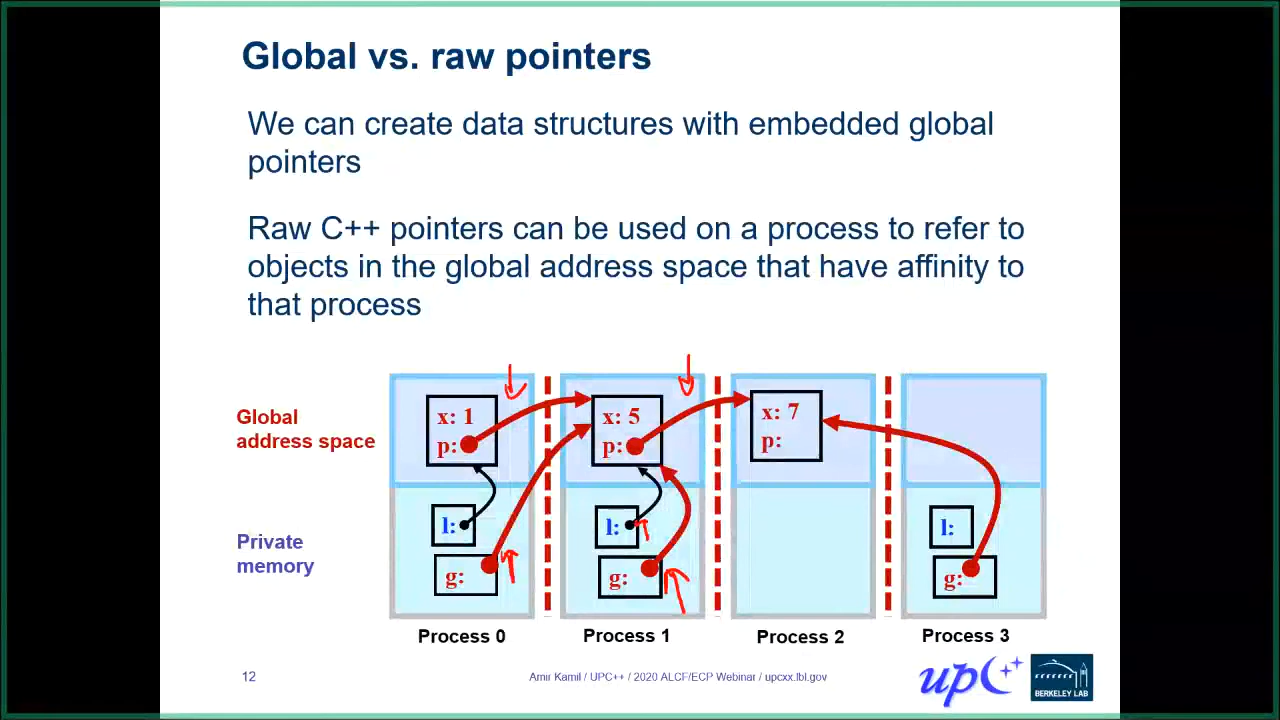 Global vs. raw pointers
We can create data structures with embedded global
pointers
Raw C++ pointers can be used on a process to refer to
objects in the global address space that have affinity to
that process
Global
address space
x: 1
p:
x: 5
p:
x: 7
p:
Private
memory
l:
g:
l:
g:
l:
g:
Process 0
Process 1
Process 2
Process 3
12
Amir Kamil / UPC++ / 2020 ALCF/ECP Webinar / upcxx.lbl.gov
upc++
BERKELEY LAB